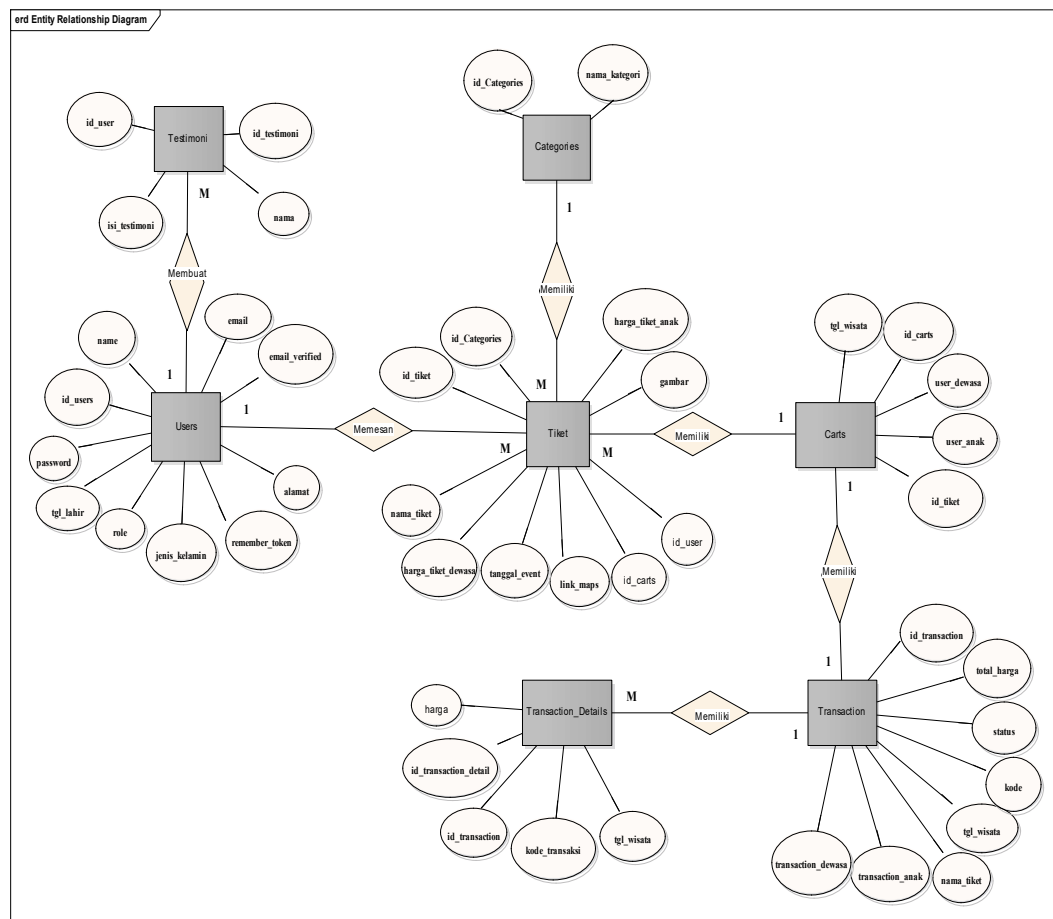 erd Entity Relationship Diagram
id_Categories
nama_kategori
id_user
Testimoni
id_testimoni
Categories
M
1
isi_testimoni
nama
Membuat
Memiliki
email
harga_tiket_anak
tgl_wisata
name
id_Categories
id_carts
email_verified
id_tiket
gambar
1
M
user_dewasa
id_users
1
1
Users
Memesan
Tiket
Memiliki
Carts
user_anak
M
M
password
alamat
1
tgl_lahir
nama_tiket
id_tiket
role
id_user
remember_token
jenis_kelamin
harga_tiket_dewasa
tanggal_event
link_maps
id_carts
Memiliki
id_transaction
1
total_harga
M
harga
Transaction_Details
Memiliki
Transaction
1
status
id_transaction_detail
kode
id_transaction
tgl_wisata
tgl_wisata
kode_transaksi
transaction_dewasa
transaction_anak
nama_tiket